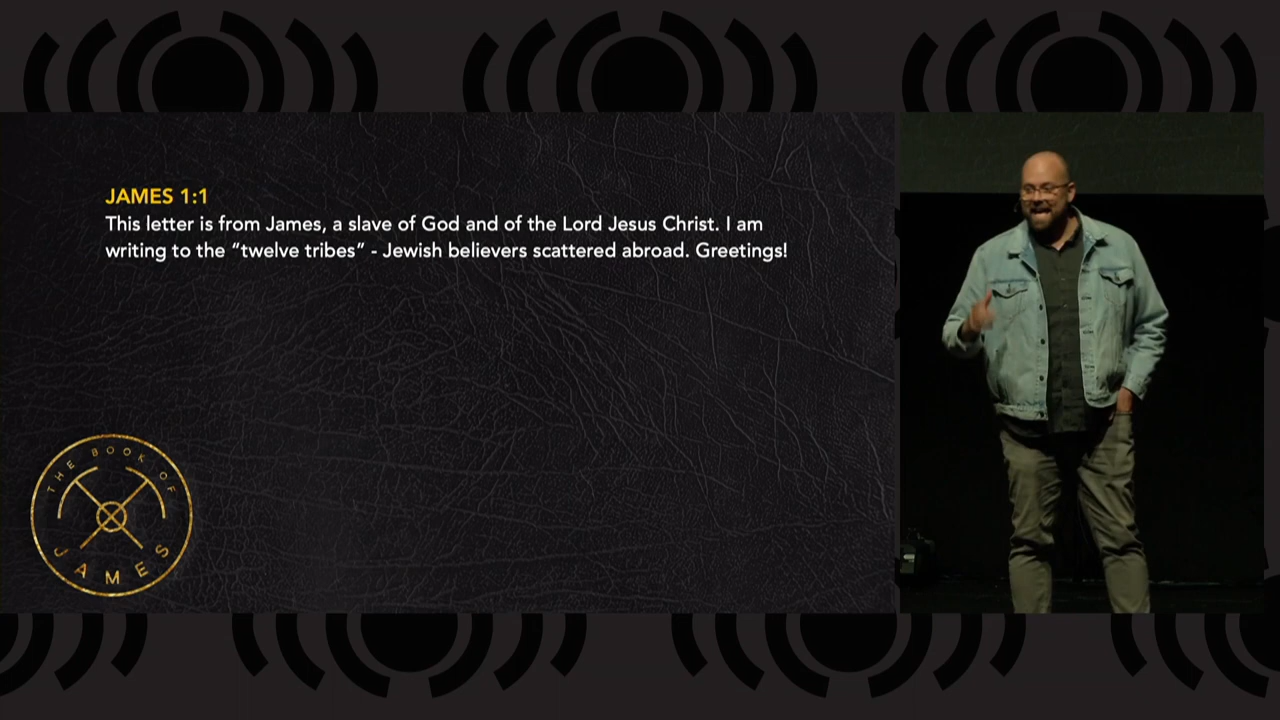 JAMES 1:1
This letter is from James, a slave of God and of the Lord Jesus Christ. I am
writing to the “twelve tribes” - Jewish believers scattered abroad. Greetings!
THE BOOK OF
JAMES